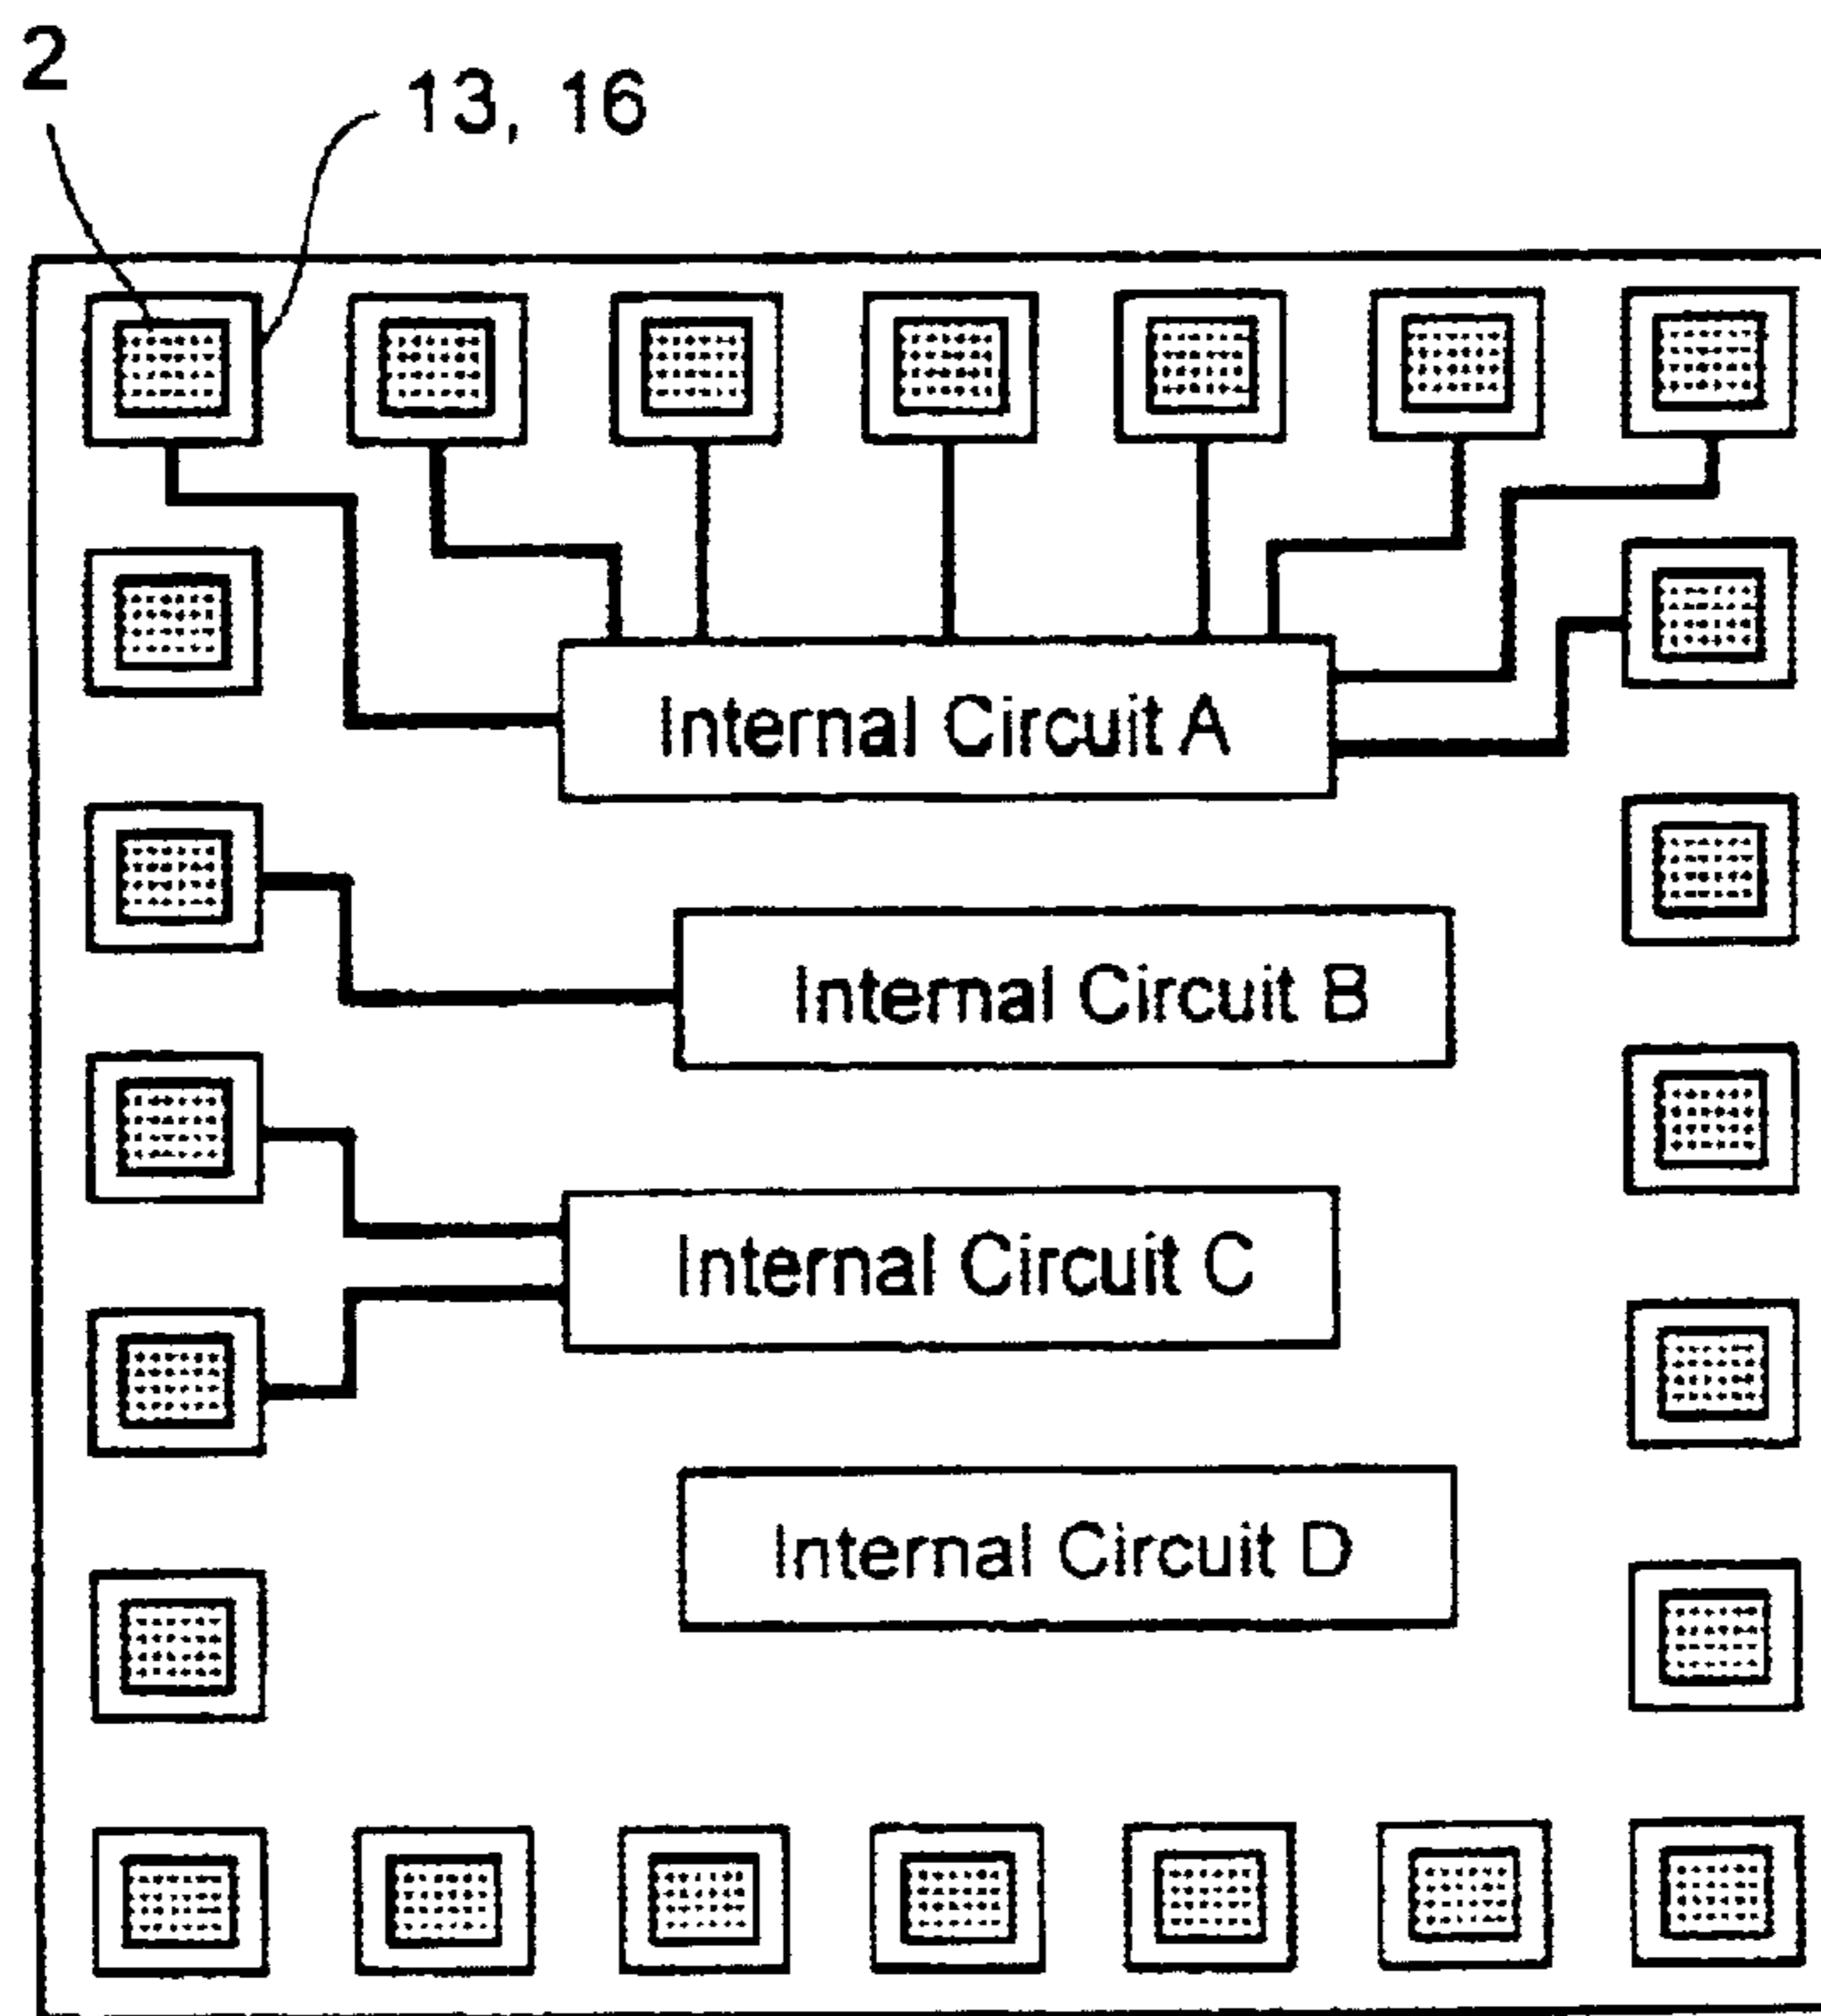 2
13, 16
Internal Circuit A
Internal Circuit B
Internal Circuit C
Internal Circuit D